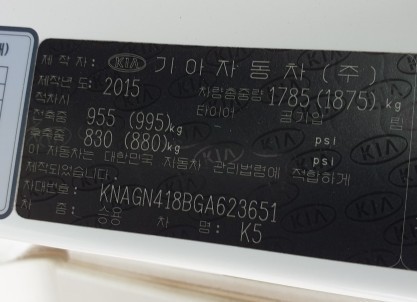 제작자: KIA 기아자동차(주)
제작년도: 2015 차량총중량 1785(1875)kg
적차시 타이어 공기압 림
전축중 955 (995)kg psi
후축중 830 (880)kg psi
이 자동차는 대한민국 자동차 관리법령에 적합하게
제작되었습니다.
차대번호: KNAGN418BGA623651
차 종: 승용 차 명: K5